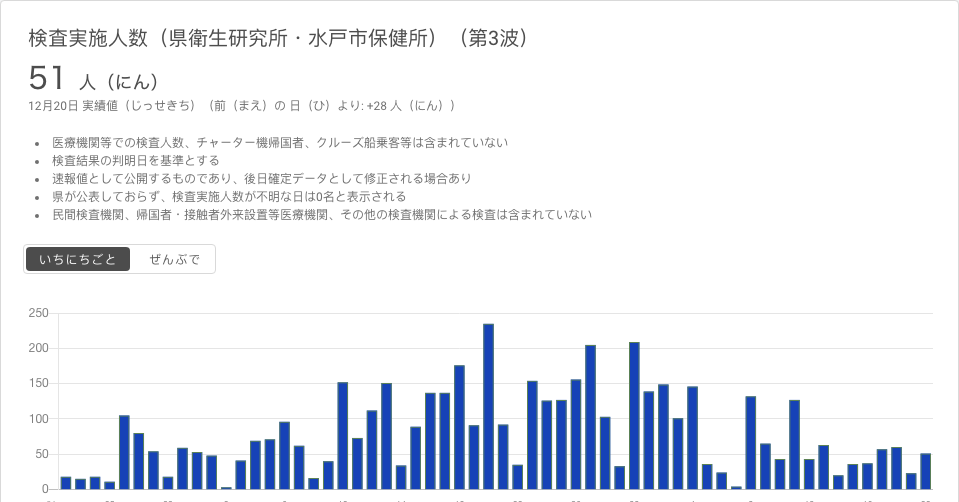 検査実施人数（県衛生研究所・水戸市保健所）（第3波）
51 人（にん）
12月20日 実績値（じっせきち）（前（まえ）の 日（ひ）より: +28 人（にん））
医療機関等での検査人数、チャーター機帰国者、クルーズ船乗客等は含まれていない
検査結果の判明日を基準とする
速報値として公開するものであり、後日確定データとして修正される場合あり
県が公表しておらず、検査実施人数が不明な日は0名と表示される
民間検査機関、帰国者・接触者外来設置等医療機関、その他の検査機関による検査は含まれていない
いちにちごと ぜんぶで
250
200
150
100
50
0